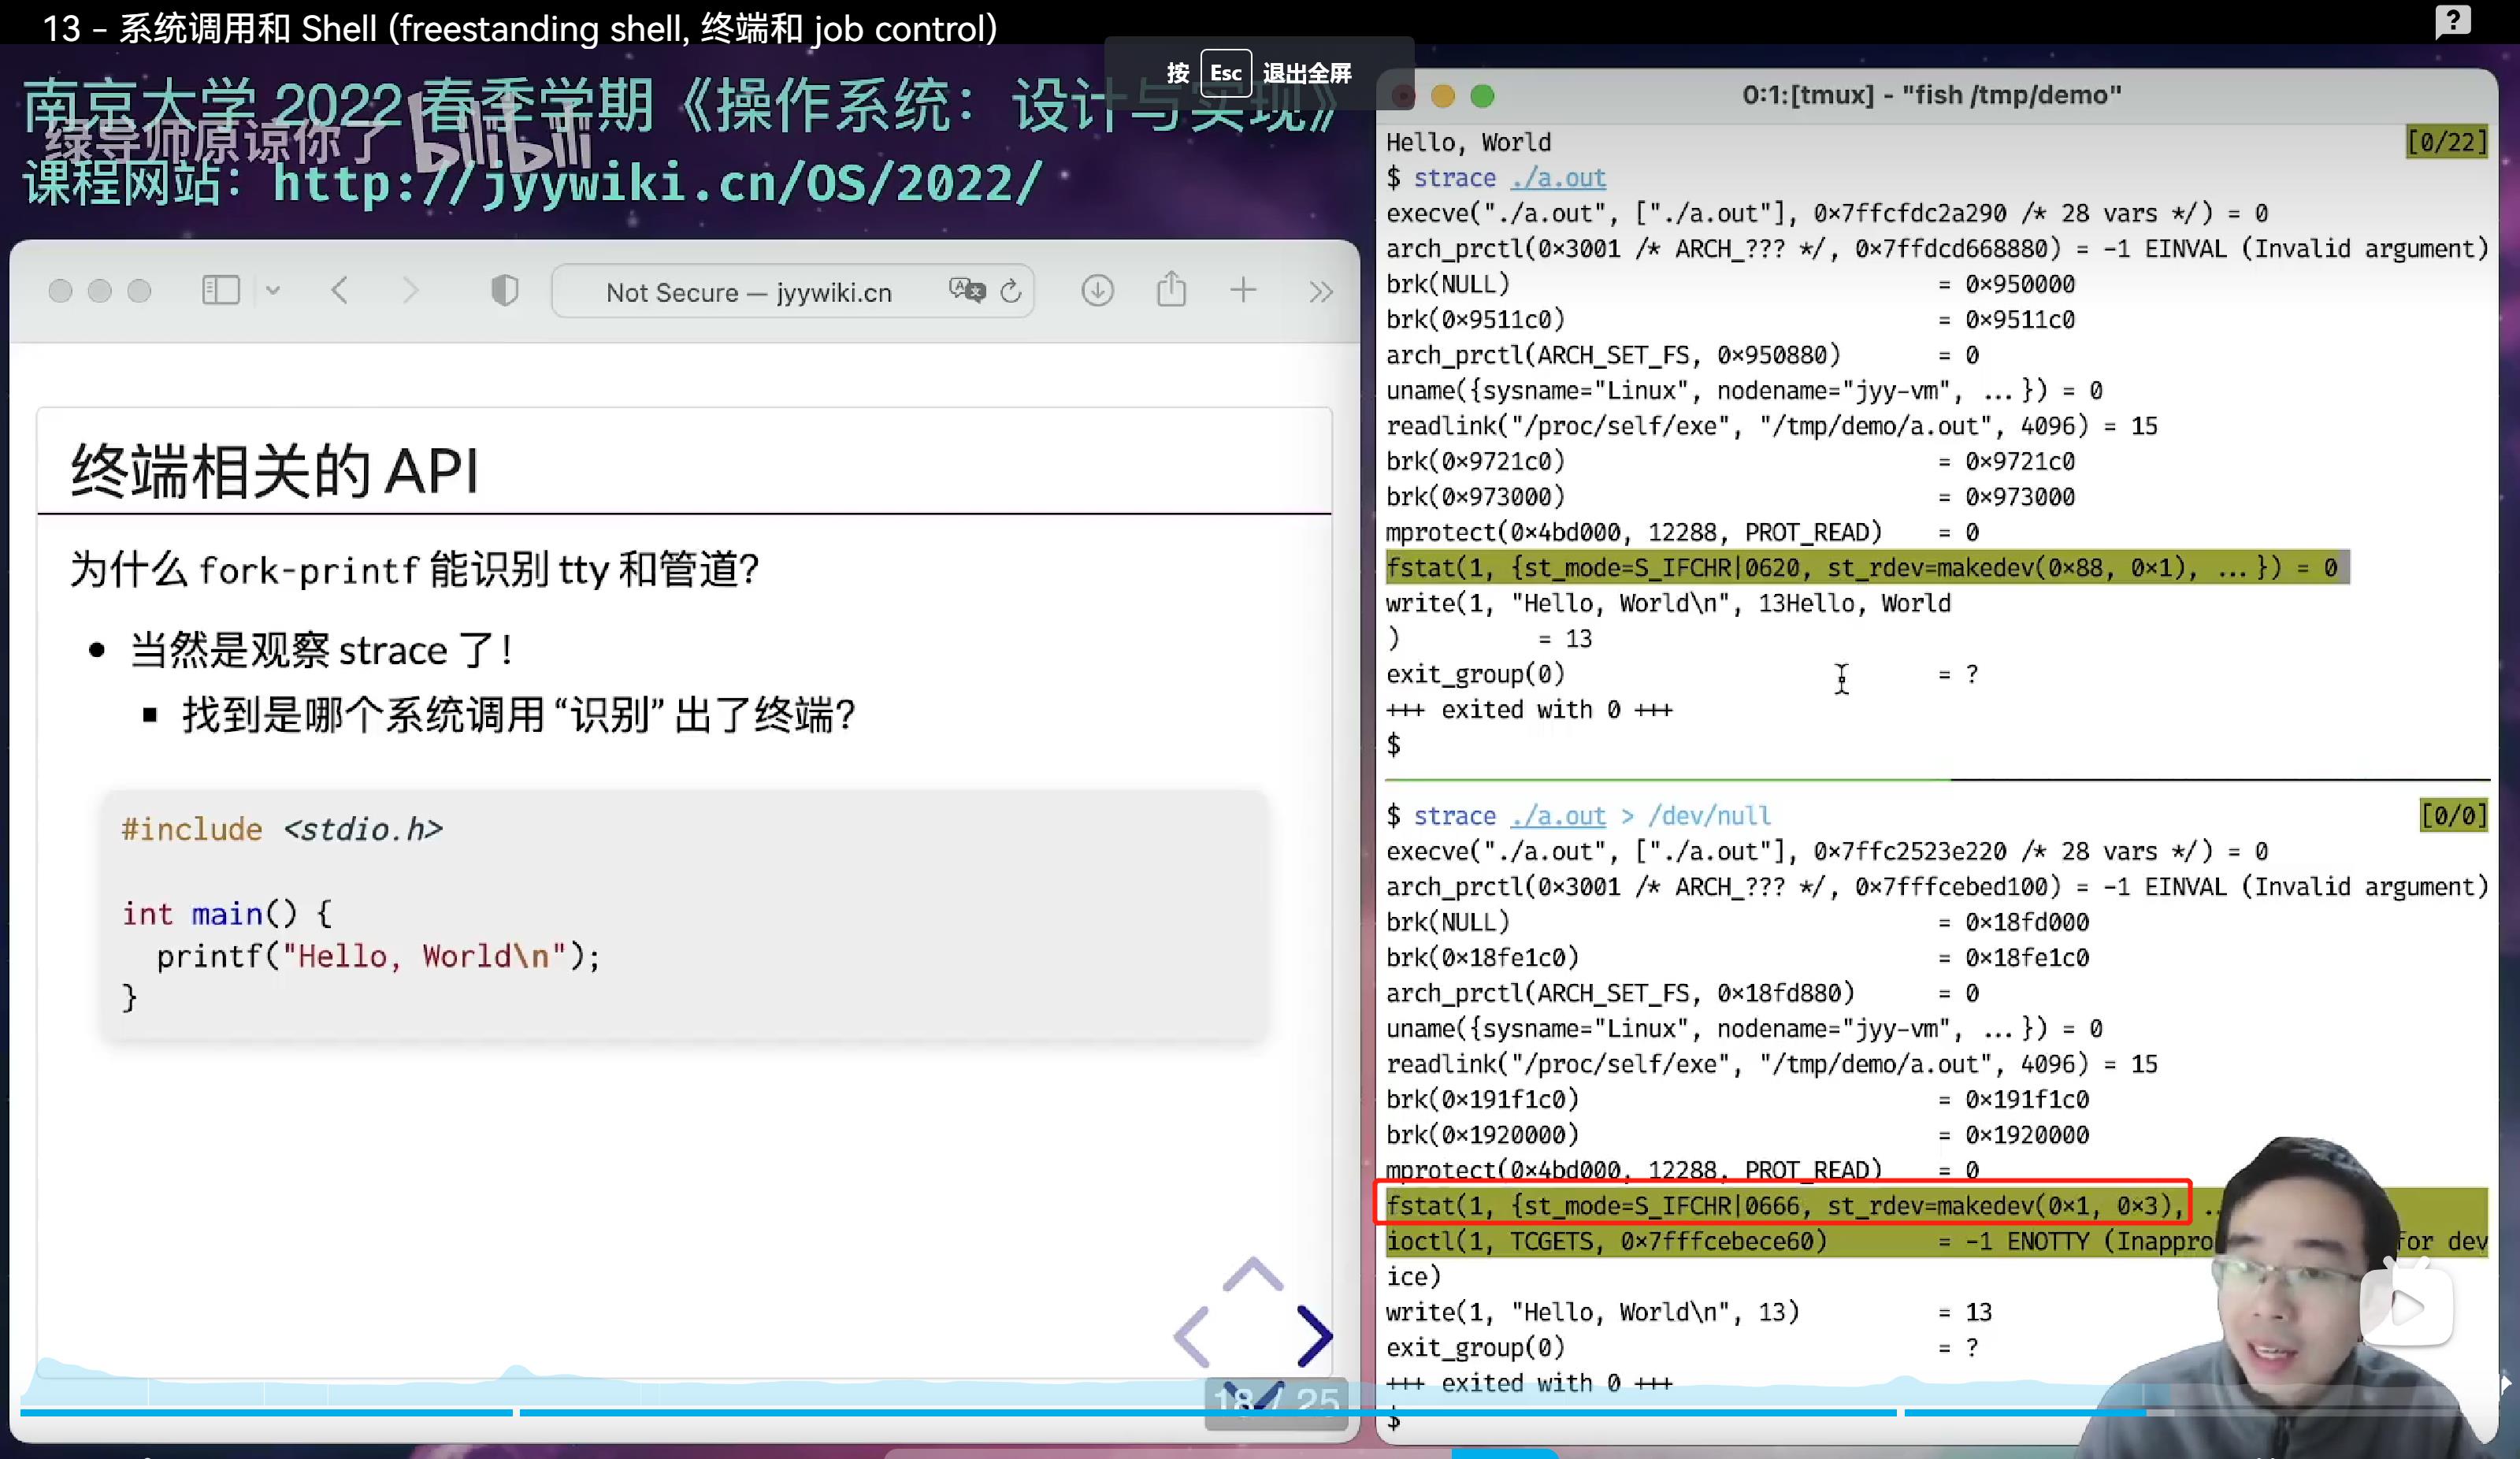 13 - 系统调用和 Shell (freestanding shell, 终端和 job control)
按 Esc 退出全屏
南京大学 2022 春季学期《操作系统：设计与实现》
绿导师原谅你了 bilibili
课程网站：http://jyywiki.cn/OS/2022/
Not Secure — jyywiki.cn
终端相关的 API
为什么 fork-printf 能识别 tty 和管道？
• 当然是观察 strace 了！
▪ 找到是哪个系统调用 “识别” 出了终端？
#include <stdio.h>
int main() {
  printf("Hello, World\n");
}
18 / 25
0:1:[tmux] - "fish /tmp/demo"
Hello, World [0/22]
$ strace ./a.out
execve("./a.out", ["./a.out"], 0x7ffcfdc2a290 /* 28 vars */) = 0
arch_prctl(0x3001 /* ARCH_??? */, 0x7ffdcd668880) = -1 EINVAL (Invalid argument)
brk(NULL) = 0x950000
brk(0x9511c0) = 0x9511c0
arch_prctl(ARCH_SET_FS, 0x950880) = 0
uname({sysname="Linux", nodename="jyy-vm", ...}) = 0
readlink("/proc/self/exe", "/tmp/demo/a.out", 4096) = 15
brk(0x9721c0) = 0x9721c0
brk(0x973000) = 0x973000
mprotect(0x4bd000, 12288, PROT_READ) = 0
fstat(1, {st_mode=S_IFCHR|0620, st_rdev=makedev(0x88, 0x1), ...}) = 0
write(1, "Hello, World\n", 13Hello, World
) = 13
exit_group(0) = ?
+++ exited with 0 +++
$
$ strace ./a.out > /dev/null [0/0]
execve("./a.out", ["./a.out"], 0x7ffc2523e220 /* 28 vars */) = 0
arch_prctl(0x3001 /* ARCH_??? */, 0x7fffcebed100) = -1 EINVAL (Invalid argument)
brk(NULL) = 0x18fd000
brk(0x18fe1c0) = 0x18fe1c0
arch_prctl(ARCH_SET_FS, 0x18fd880) = 0
uname({sysname="Linux", nodename="jyy-vm", ...}) = 0
readlink("/proc/self/exe", "/tmp/demo/a.out", 4096) = 15
brk(0x191f1c0) = 0x191f1c0
brk(0x1920000) = 0x1920000
mprotect(0x4bd000, 12288, PROT_READ) = 0
fstat(1, {st_mode=S_IFCHR|0666, st_rdev=makedev(0x1, 0x3), ..
ioctl(1, TCGETS, 0x7fffcebece60) = -1 ENOTTY (Inappro for dev
ice)
write(1, "Hello, World\n", 13) = 13
exit_group(0) = ?
+++ exited with 0 +++
$